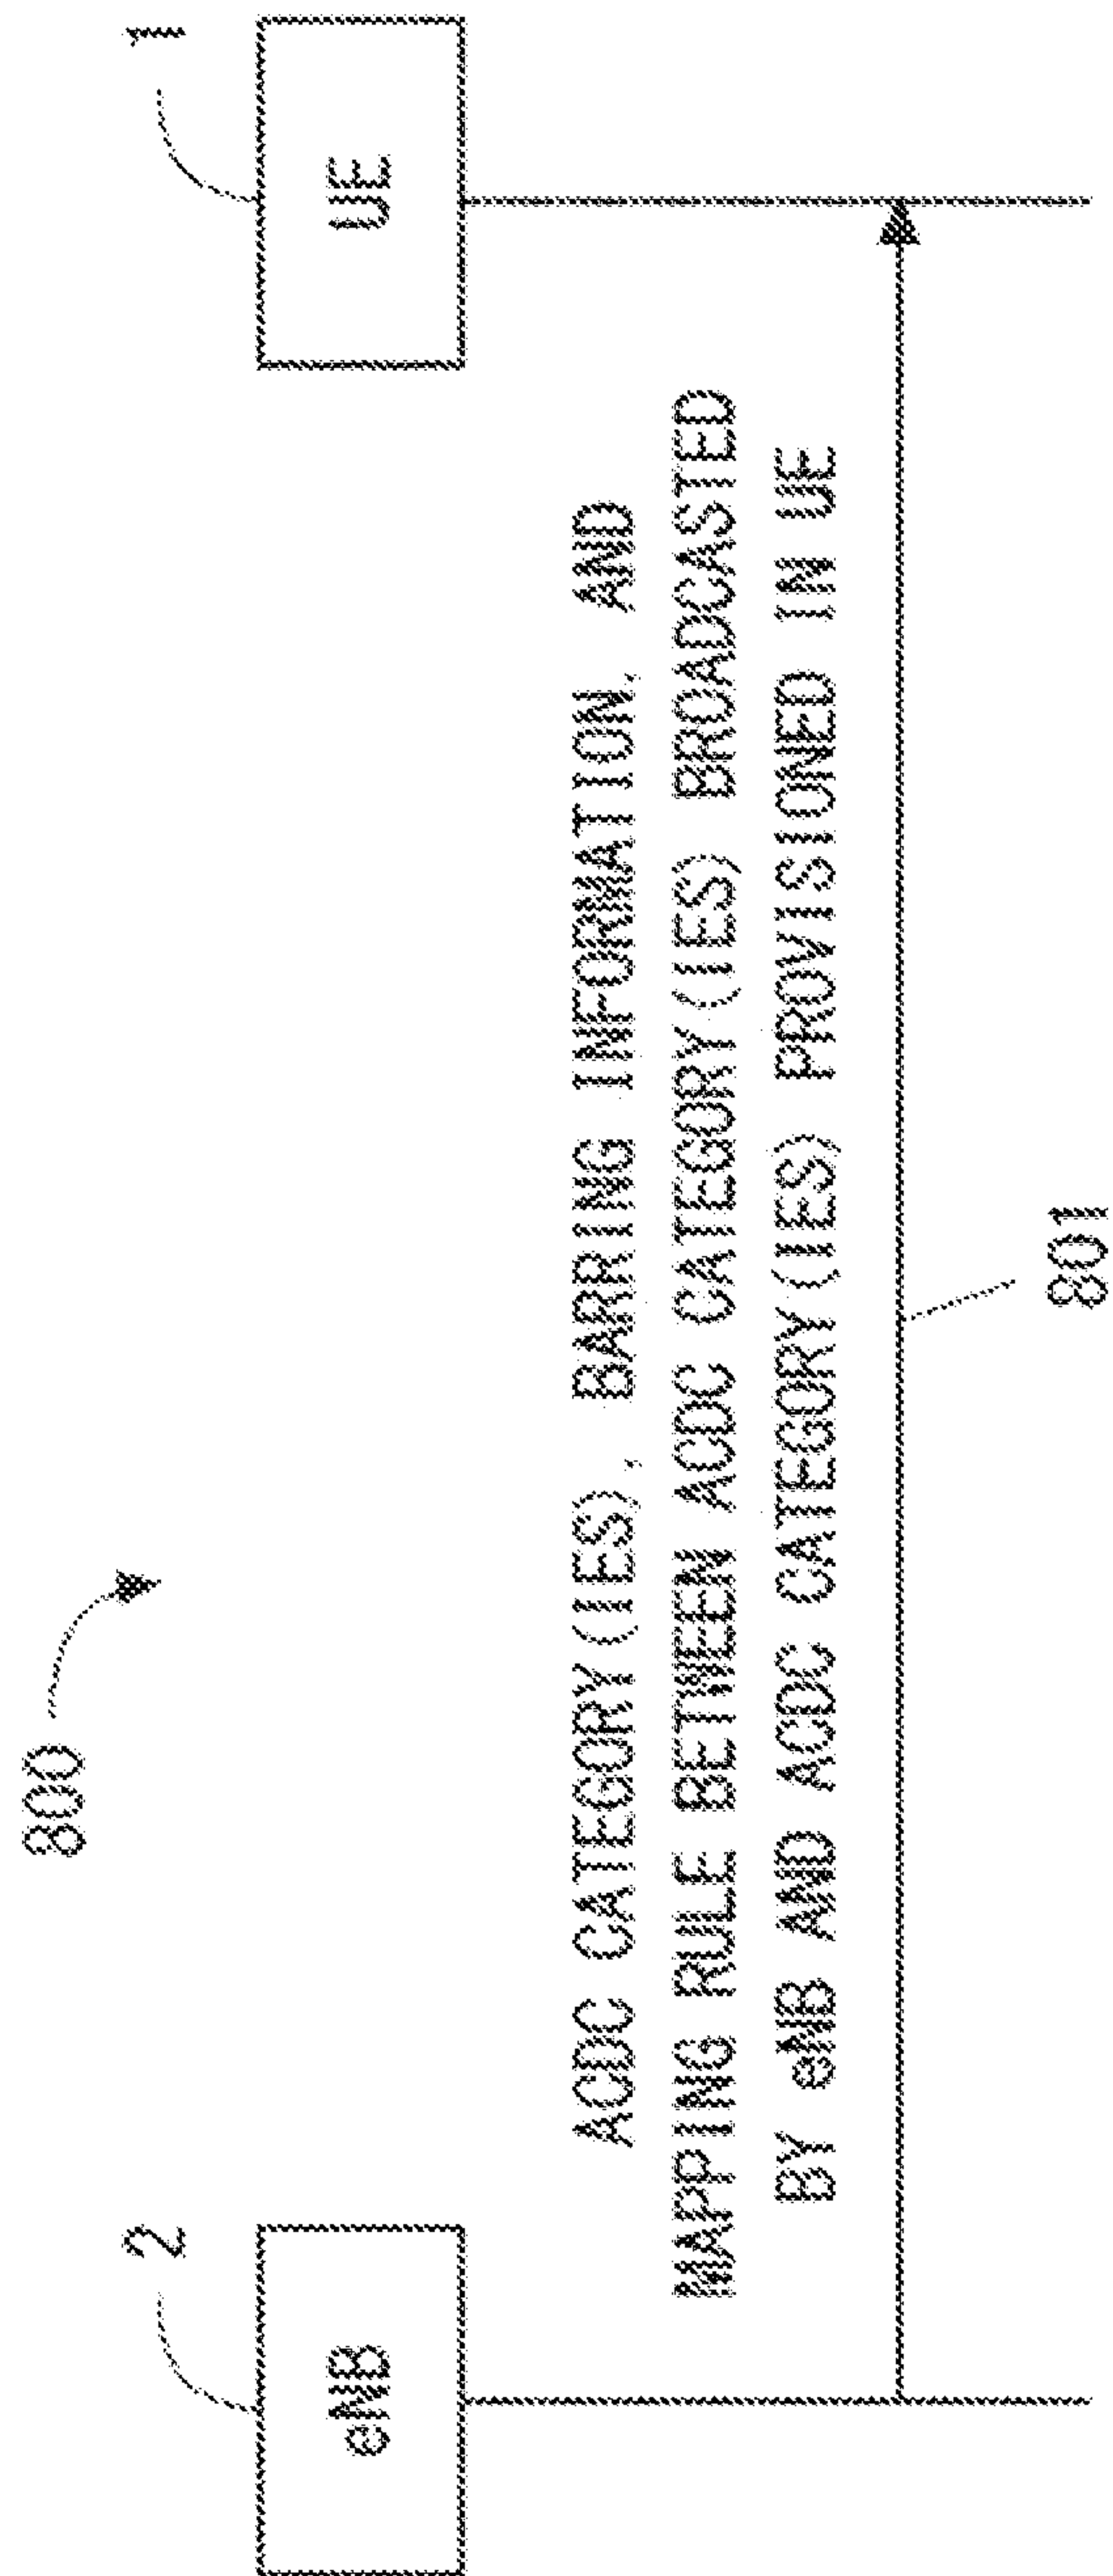 800
2
1
eNB
UE
ACDC CATEGORY(IES), BARRING INFORMATION, AND
MAPPING RULE BETWEEN ACDC CATEGORY(IES) BROADCASTED
BY eNB AND ACDC CATEGORY(IES) PROVISIONED IN UE
801